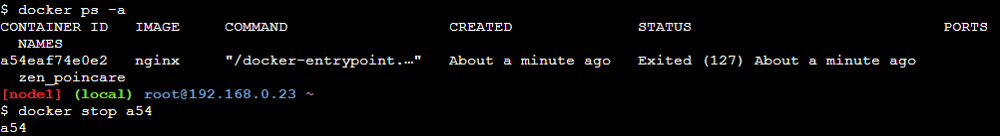 $ docker ps -a
CONTAINER ID   IMAGE     COMMAND                  CREATED              STATUS                            PORTS
  NAMES
a54eaf74e0e2   nginx     "/docker-entrypoint.…"   About a minute ago   Exited (127) About a minute ago
  zen_poincare
[node1] (local) root@192.168.0.23 ~
$ docker stop a54
a54